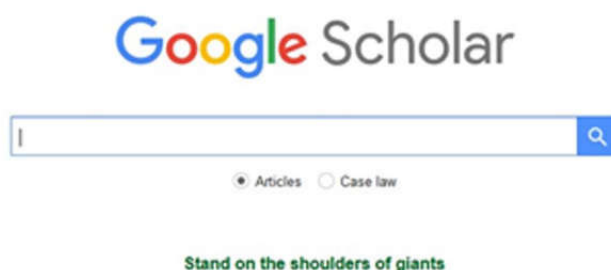 Google Scholar
Articles Case law
Stand on the shoulders of giants